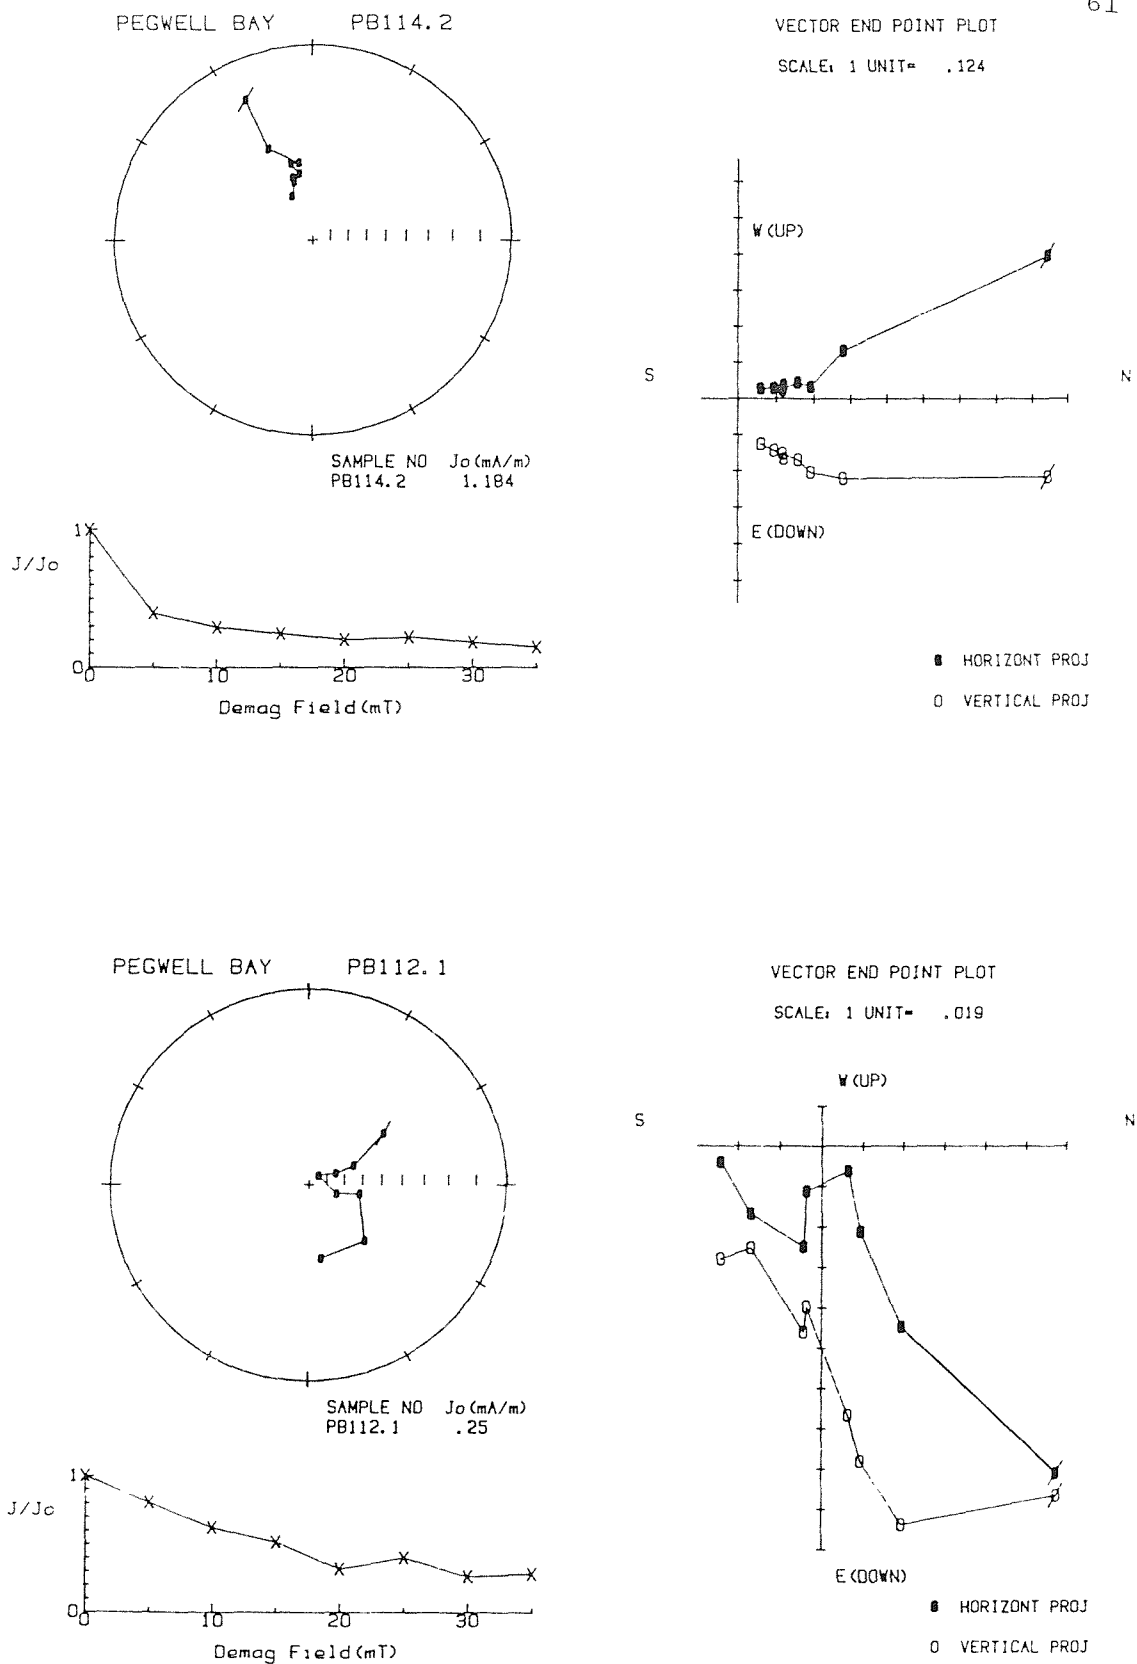 61
PEGWELL BAY PB114.2
VECTOR END POINT PLOT
SCALE: 1 UNIT= .124
W(UP)
S N
E(DOWN)
SAMPLE NO Jo(mA/m)
PB114.2 1.184
1
J/Jo
0
0 10 20 30
Demag Field(mT)
HORIZONT PROJ
VERTICAL PROJ
PEGWELL BAY PB112.1
VECTOR END POINT PLOT
SCALE: 1 UNIT= .019
W(UP)
S N
E(DOWN)
SAMPLE NO Jo(mA/m)
PB112.1 .25
1
J/Jo
0
0 10 20 30
Demag Field(mT)
HORIZONT PROJ
VERTICAL PROJ